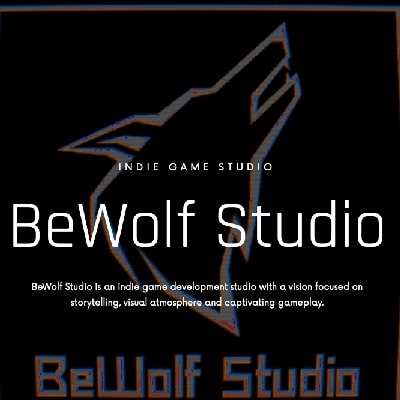 INDIE GAME STUDIO
BeWolf Studio
BeWolf Studio is an indie game development studio with a vision focused on
storytelling, visual atmosphere and captivating gameplay.
BeWolf Studio